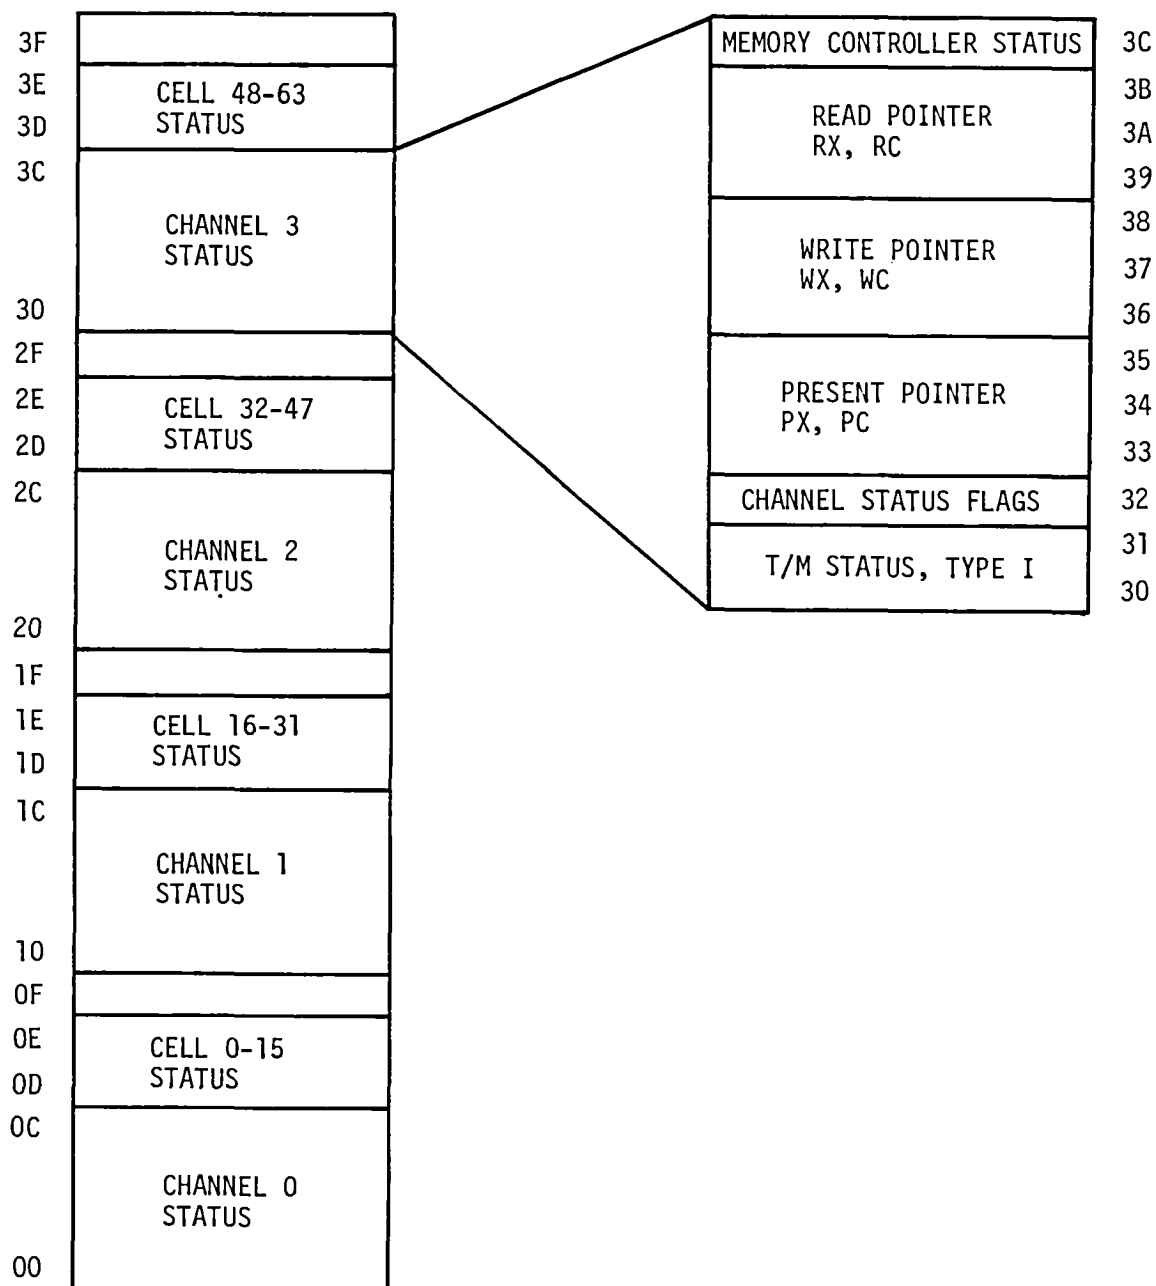 3F
3E
CELL 48-63
STATUS
3D
3C
CHANNEL 3
STATUS
30
2F
2E
CELL 32-47
STATUS
2D
2C
CHANNEL 2
STATUS
20
1F
1E
CELL 16-31
STATUS
1D
1C
CHANNEL 1
STATUS
10
0F
0E
CELL 0-15
STATUS
0D
0C
CHANNEL 0
STATUS
00
MEMORY CONTROLLER STATUS
3C
3B
READ POINTER
RX, RC
3A
39
38
WRITE POINTER
WX, WC
37
36
35
PRESENT POINTER
PX, PC
34
33
CHANNEL STATUS FLAGS
32
31
T/M STATUS, TYPE I
30